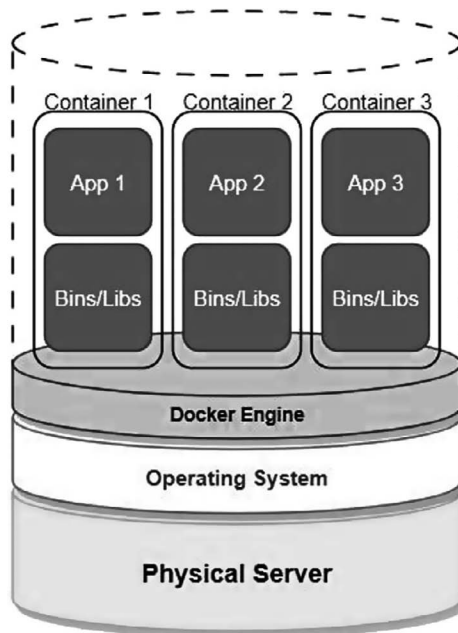 Container 1 Container 2 Container 3
App 1 App 2 App 3
Bins/Libs Bins/Libs Bins/Libs
Docker Engine
Operating System
Physical Server